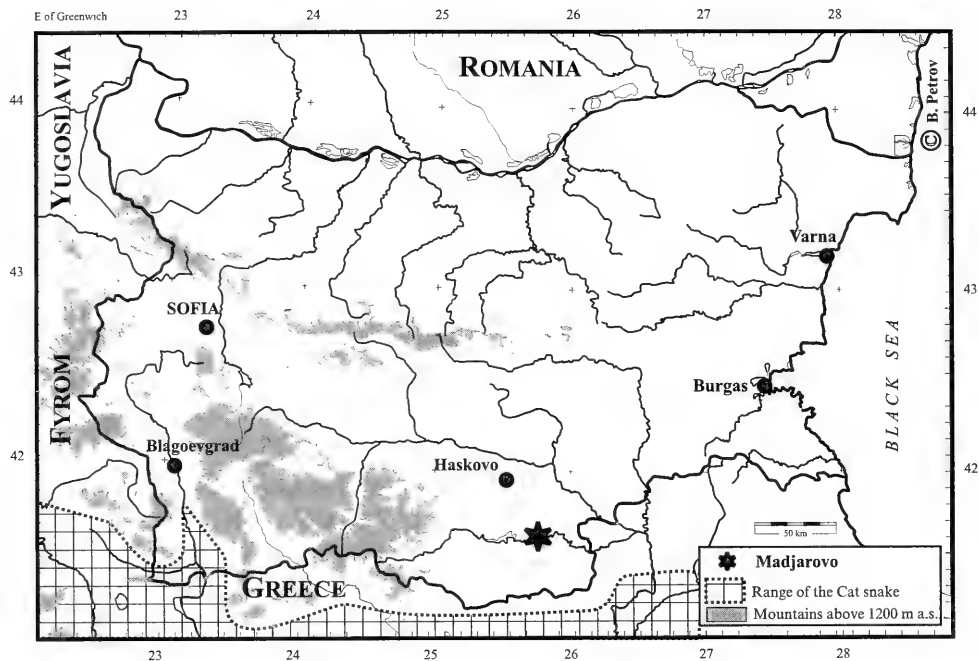 E of Greenwich 23 24 25 26 27 28
ROMANIA
YUGOSLAVIA
© B. Petrov
44 44
Varna
43 43
SOFIA
BLACK SEA
FYROM
Burgas
Blagoevgrad
42 Haskovo 42
50 km
Madjarovo
GREECE
Range of the Cat snake
Mountains above 1200 m a.s.
23 24 25 26 27 28